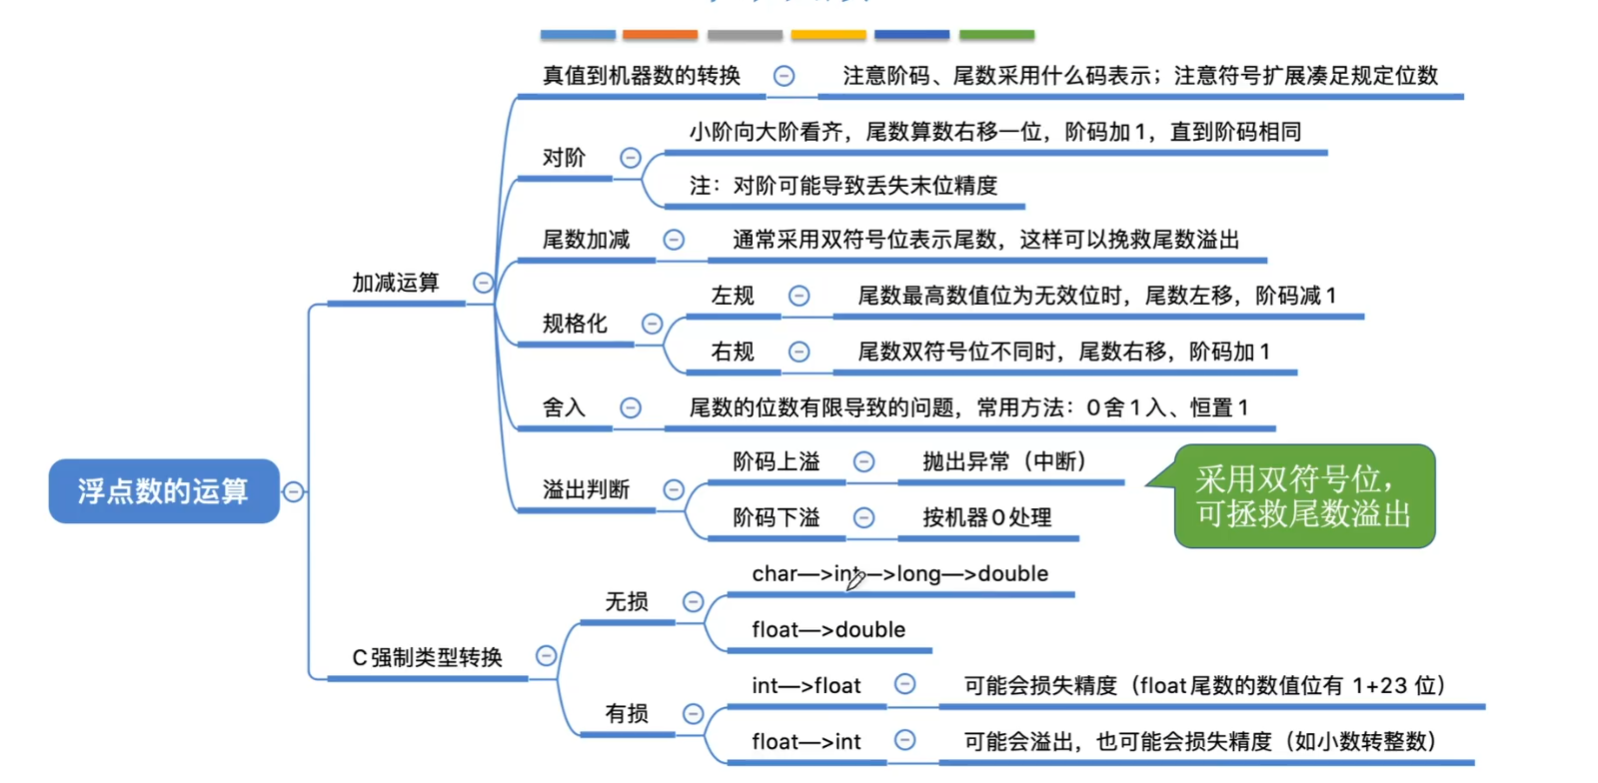 真值到机器数的转换
注意阶码、尾数采用什么码表示；注意符号扩展凑足规定位数
对阶
小阶向大阶看齐，尾数算数右移一位，阶码加1，直到阶码相同
注：对阶可能导致丢失末位精度
尾数加减
通常采用双符号位表示尾数，这样可以挽救尾数溢出
加减运算
规格化
左规
尾数最高数值位为无效位时，尾数左移，阶码减1
右规
尾数双符号位不同时，尾数右移，阶码加1
舍入
尾数的位数有限导致的问题，常用方法：0舍1入、恒置1
溢出判断
阶码上溢
抛出异常（中断）
阶码下溢
按机器0处理
采用双符号位，
可拯救尾数溢出
浮点数的运算
C强制类型转换
无损
char—>int—>long—>double
float—>double
有损
int—>float
可能会损失精度（float尾数的数值位有 1+23 位）
float—>int
可能会溢出，也可能会损失精度（如小数转整数）